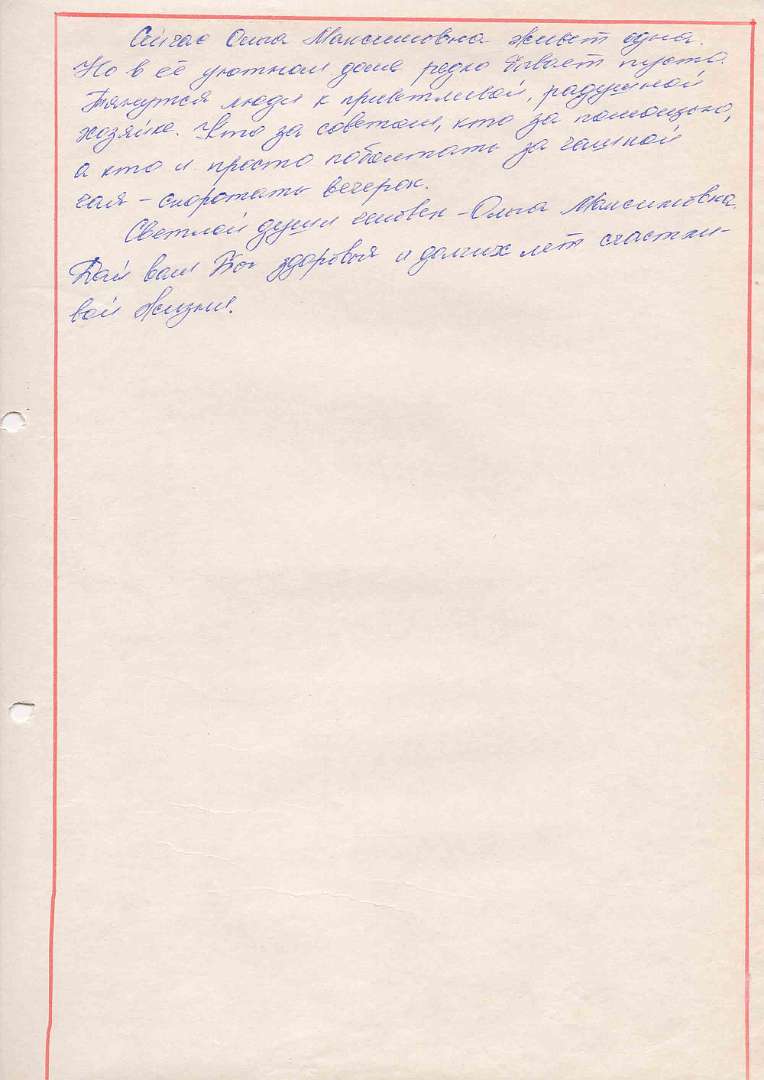 Сейчас Ольга Максимовна живет одна.
Но в её уютном доме редко бывает пусто.
Тянутся люди к приветливой, радушной
хозяйке. Кто за советом, кто за помощью,
а кто и просто поболтать за чашкой
чая - скоротать вечерок.
Светлой души человек - Ольга Максимовна.
Дай вам Бог здоровья и долгих лет счастли-
вой жизни.